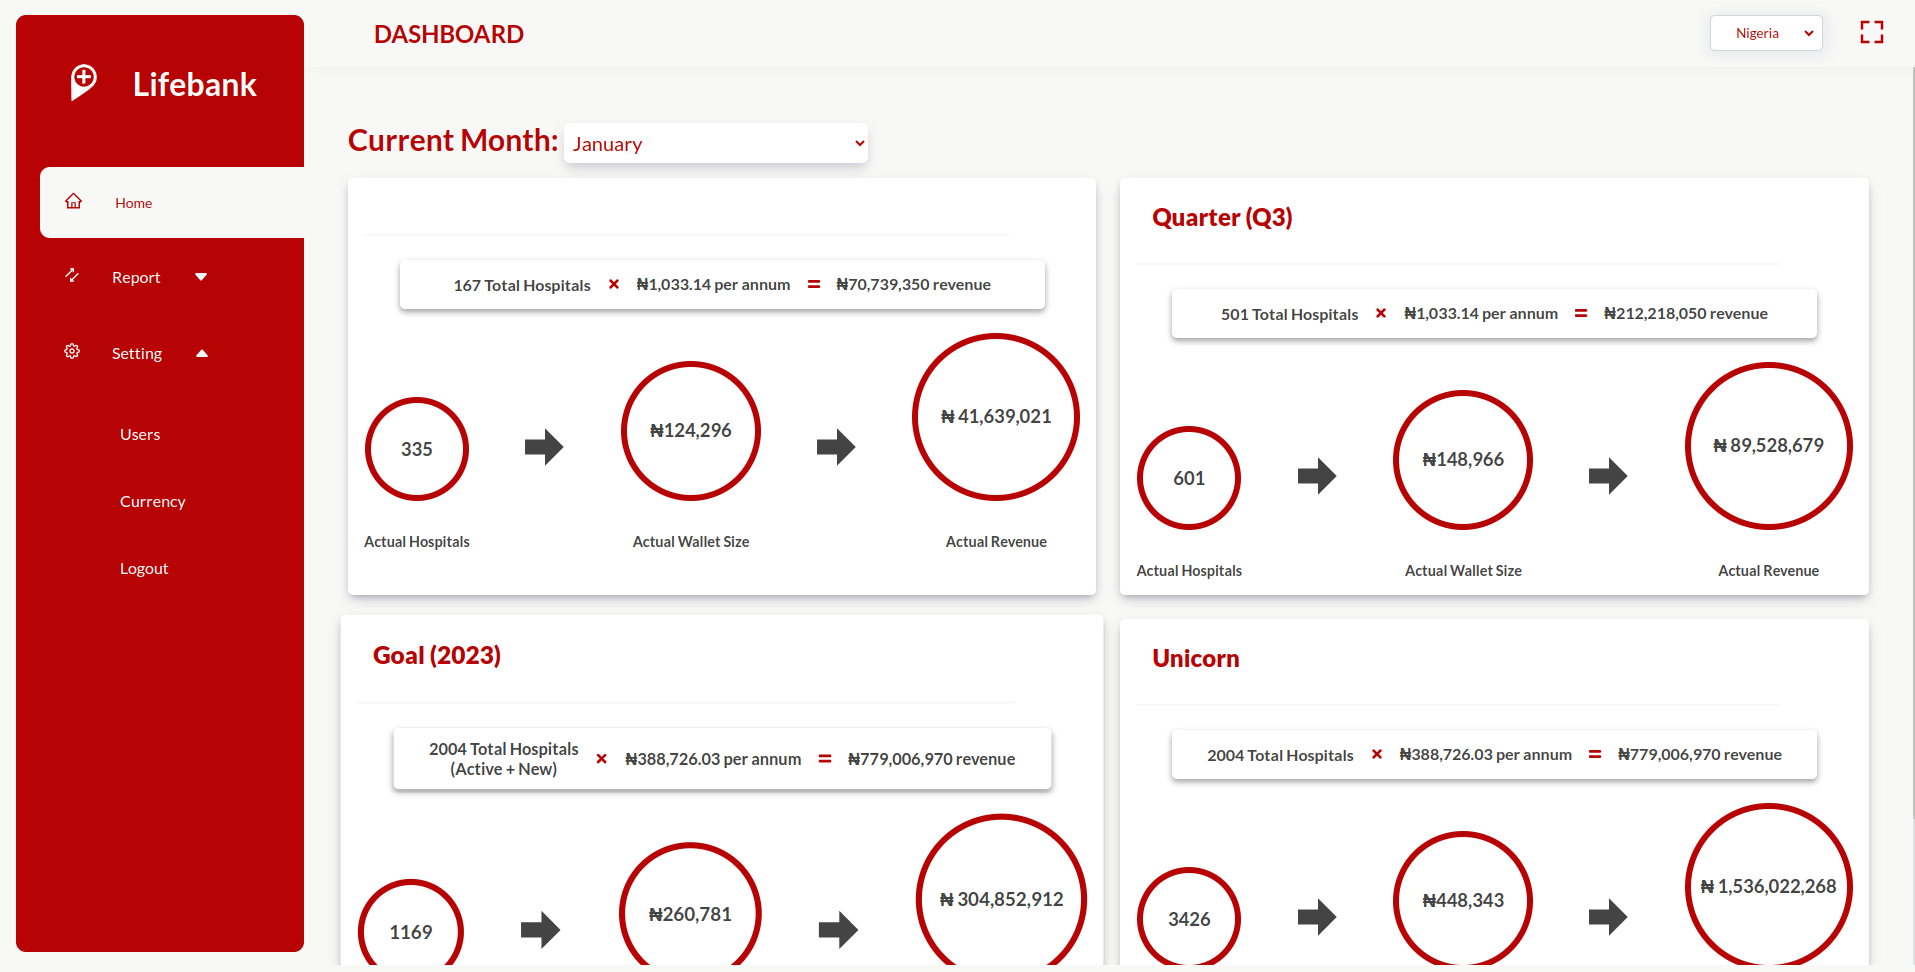 Lifebank
DASHBOARD
Nigeria
Home
Report
Setting
Users
Currency
Logout
Current Month: January
167 Total Hospitals × ₦1,033.14 per annum = ₦70,739,350 revenue
335
₦124,296
₦ 41,639,021
Actual Hospitals
Actual Wallet Size
Actual Revenue
Quarter (Q3)
501 Total Hospitals × ₦1,033.14 per annum = ₦212,218,050 revenue
601
₦148,966
₦ 89,528,679
Actual Hospitals
Actual Wallet Size
Actual Revenue
Goal (2023)
2004 Total Hospitals
(Active + New)
× ₦388,726.03 per annum = ₦779,006,970 revenue
1169
₦260,781
₦ 304,852,912
Unicorn
2004 Total Hospitals × ₦388,726.03 per annum = ₦779,006,970 revenue
3426
₦448,343
₦ 1,536,022,268